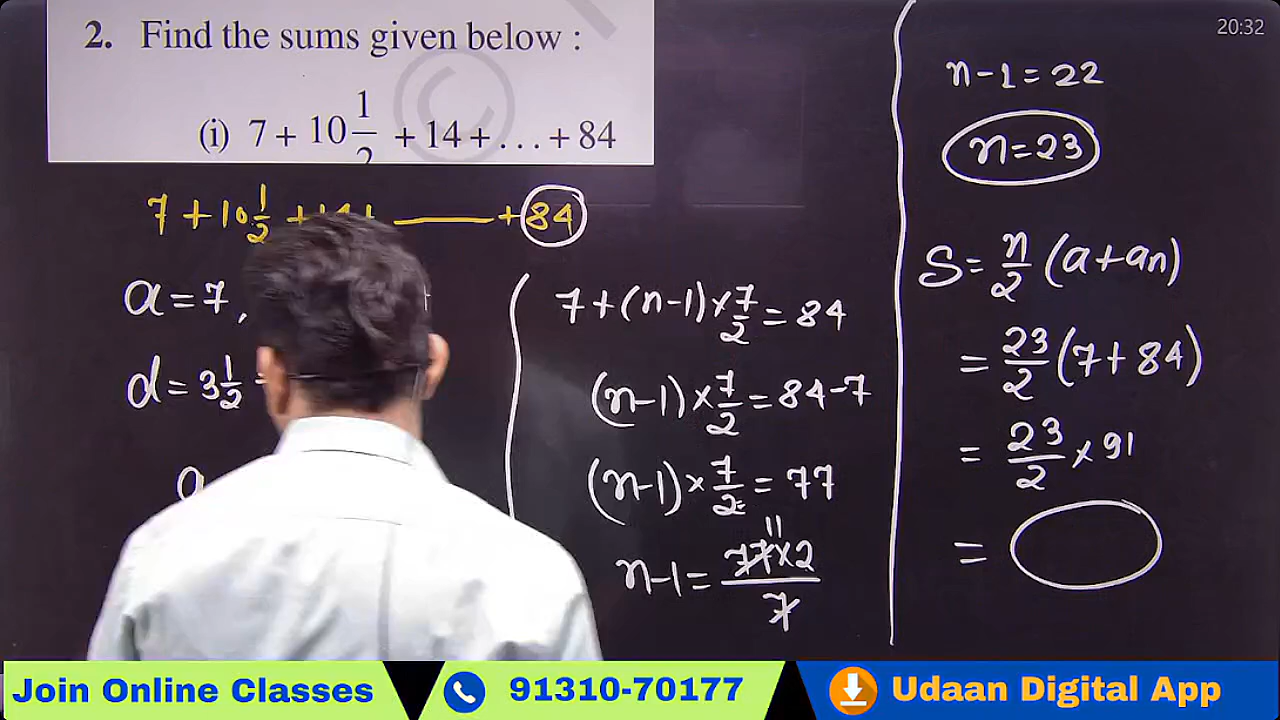 20:32
2. Find the sums given below :
(i) 7 + 10 1/2 + 14 + ... + 84
7 + 10 1/2 + 14 + ——— + 84
a = 7,
d = 3 1/2
a
7 + (n-1) × 7/2 = 84
(n-1) × 7/2 = 84-7
(n-1) × 7/2 = 77
11
n-1 = 77×2/7
n-1 = 22
n = 23
S = n/2 (a + an)
= 23/2 (7 + 84)
= 23/2 × 91
=
Join Online Classes
91310-70177
Udaan Digital App